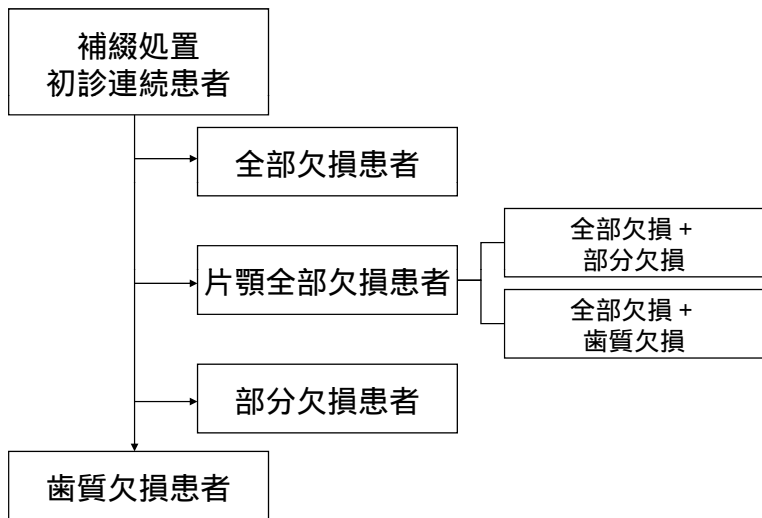 補綴処置
初診連続患者
全部欠損患者
片顎全部欠損患者
全部欠損 +
部分欠損
全部欠損 +
歯質欠損
部分欠損患者
歯質欠損患者